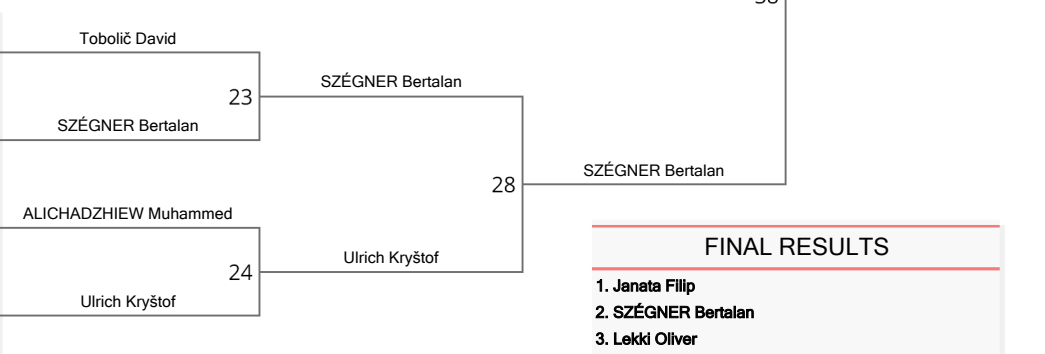 Tobolič David
SZÉGNER Bertalan
23
SZÉGNER Bertalan
SZÉGNER Bertalan
28
ALICHADZHIEW Muhammed
Ulrich Kryštof
24
Ulrich Kryštof
FINAL RESULTS
1. Janata Filip
2. SZÉGNER Bertalan
3. Lekki Oliver